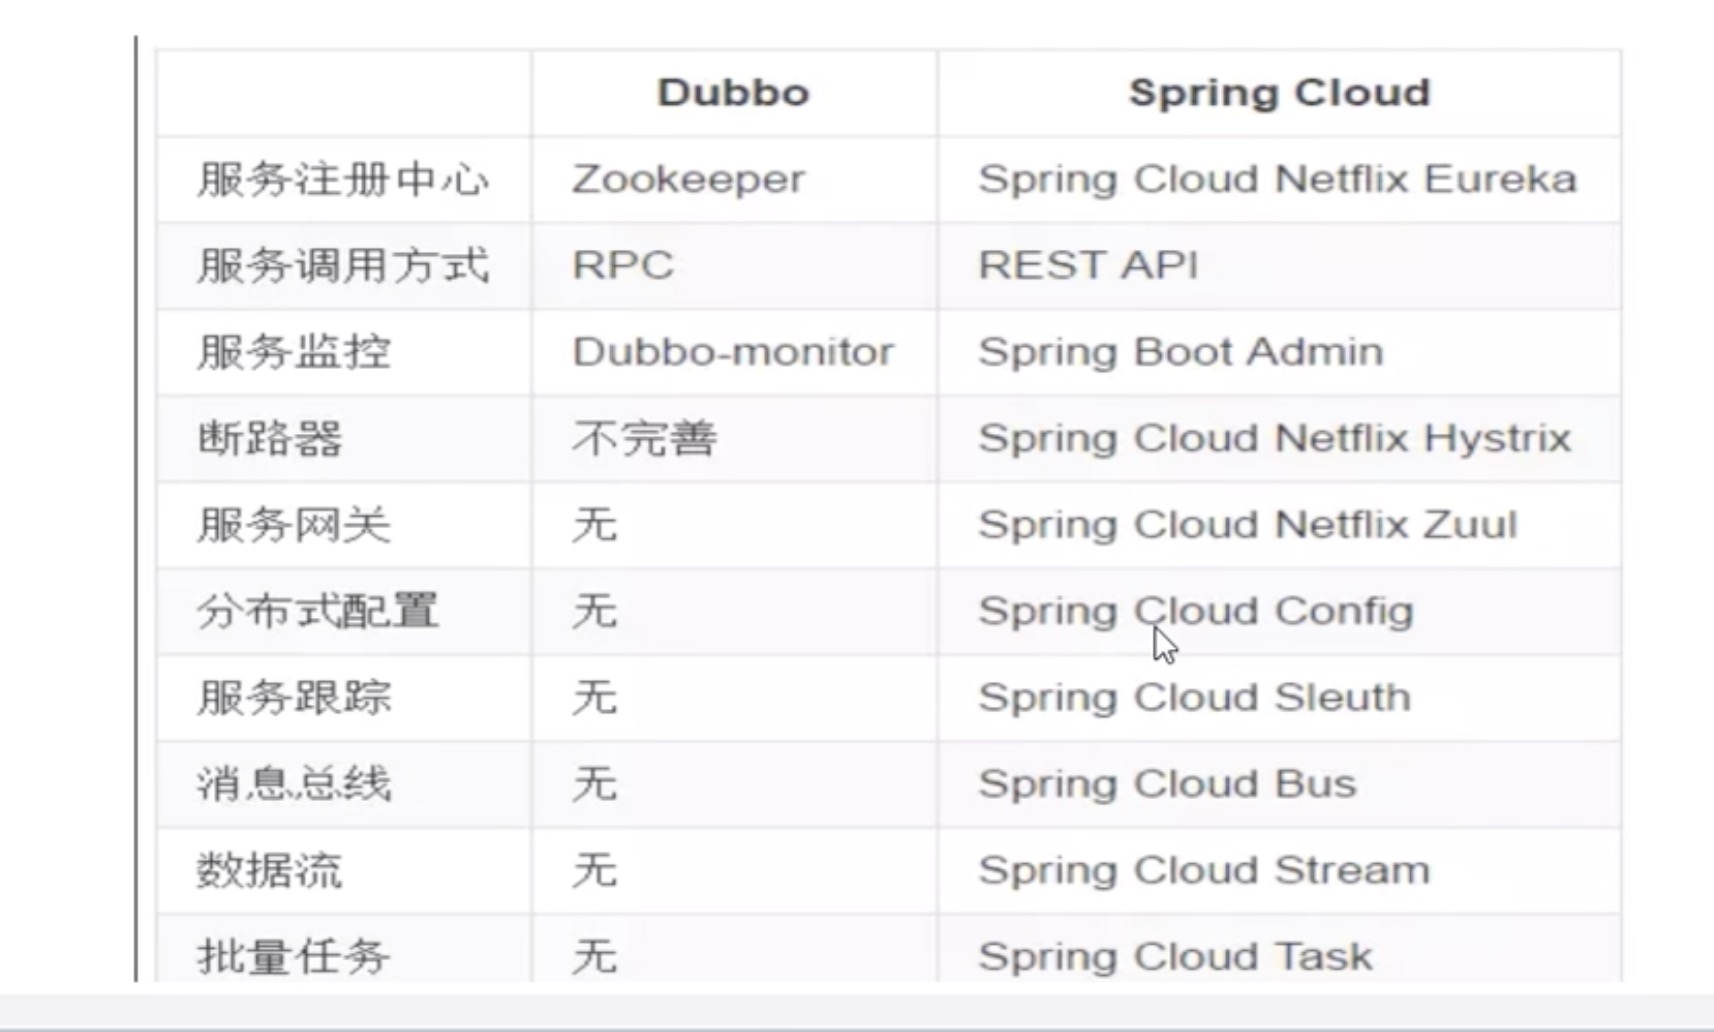 Dubbo Spring Cloud
服务注册中心 Zookeeper Spring Cloud Netflix Eureka
服务调用方式 RPC REST API
服务监控 Dubbo-monitor Spring Boot Admin
断路器 不完善 Spring Cloud Netflix Hystrix
服务网关 无 Spring Cloud Netflix Zuul
分布式配置 无 Spring Cloud Config
服务跟踪 无 Spring Cloud Sleuth
消息总线 无 Spring Cloud Bus
数据流 无 Spring Cloud Stream
批量任务 无 Spring Cloud Task